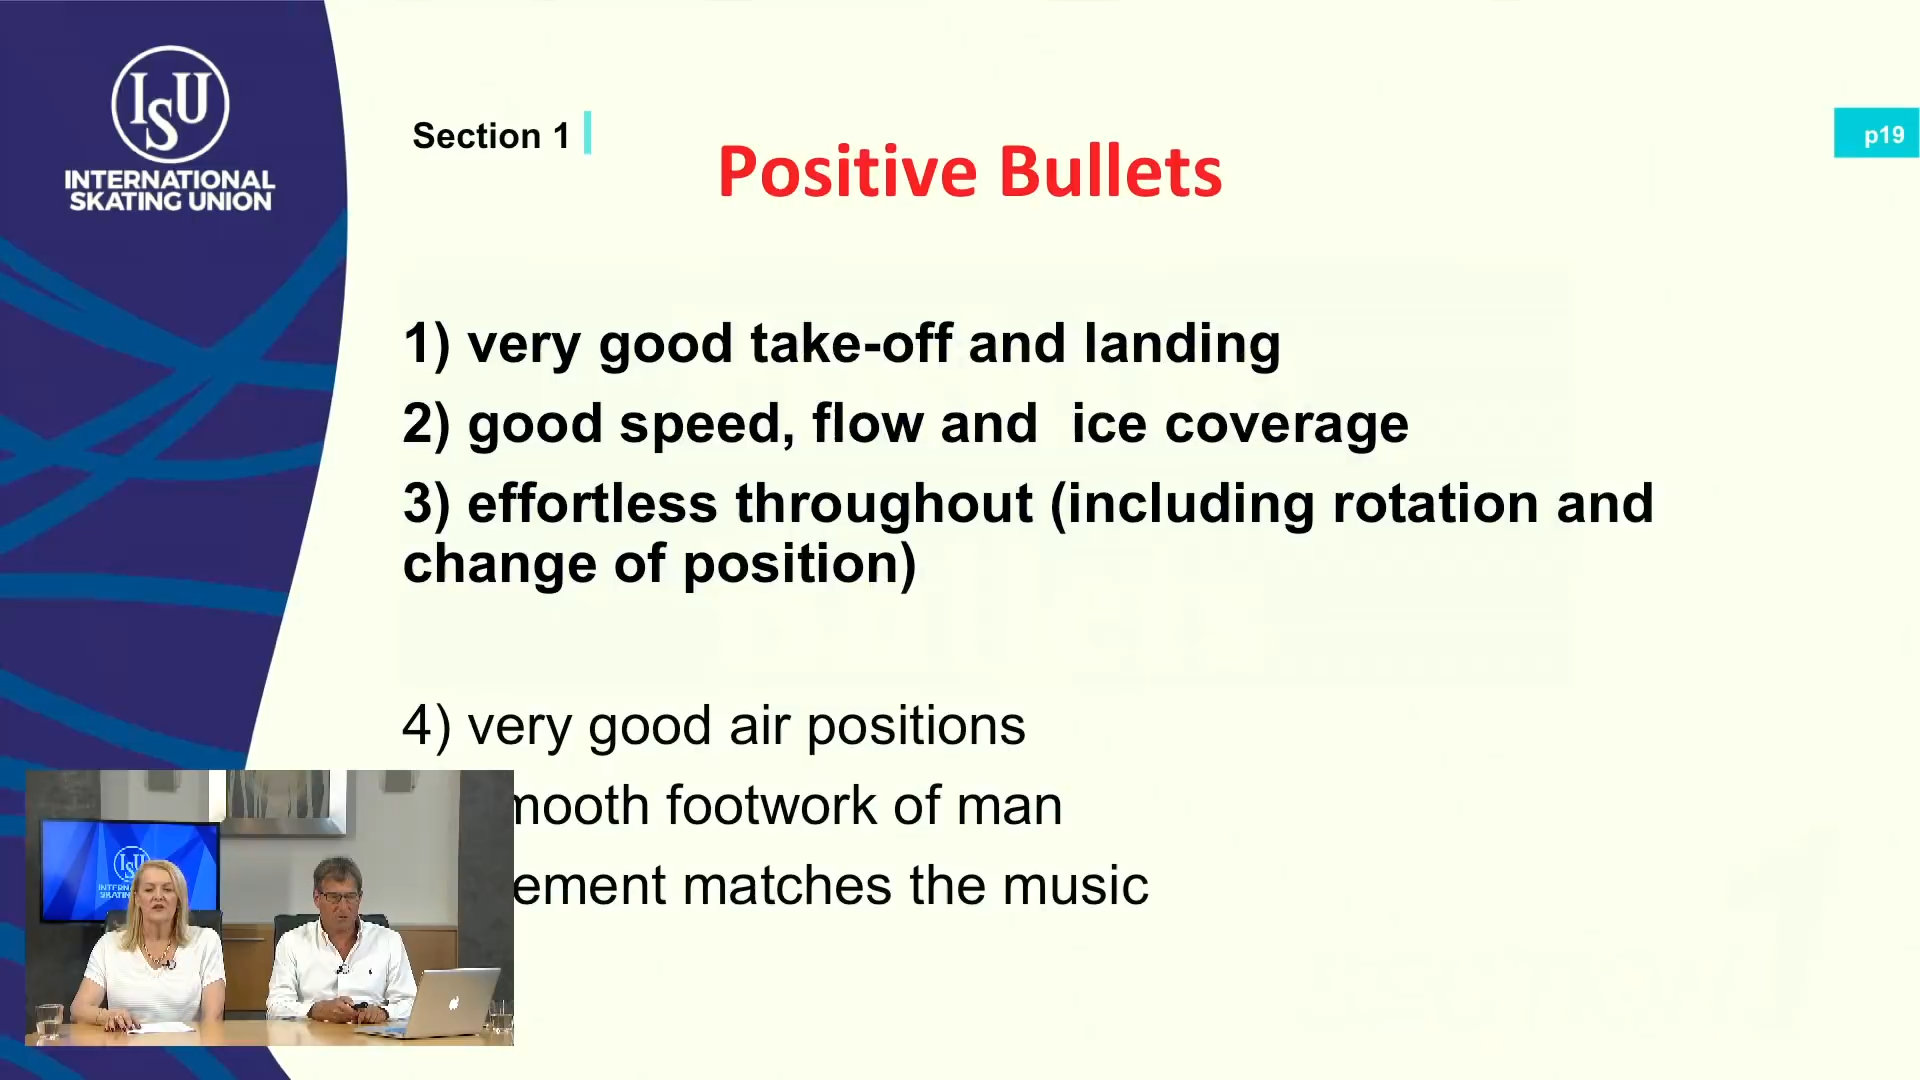 ISU
INTERNATIONAL
SKATING UNION
Section 1
p19
Positive Bullets
1) very good take-off and landing
2) good speed, flow and ice coverage
3) effortless throughout (including rotation and
change of position)
4) very good air positions
footwork of man
matches the music
ISU